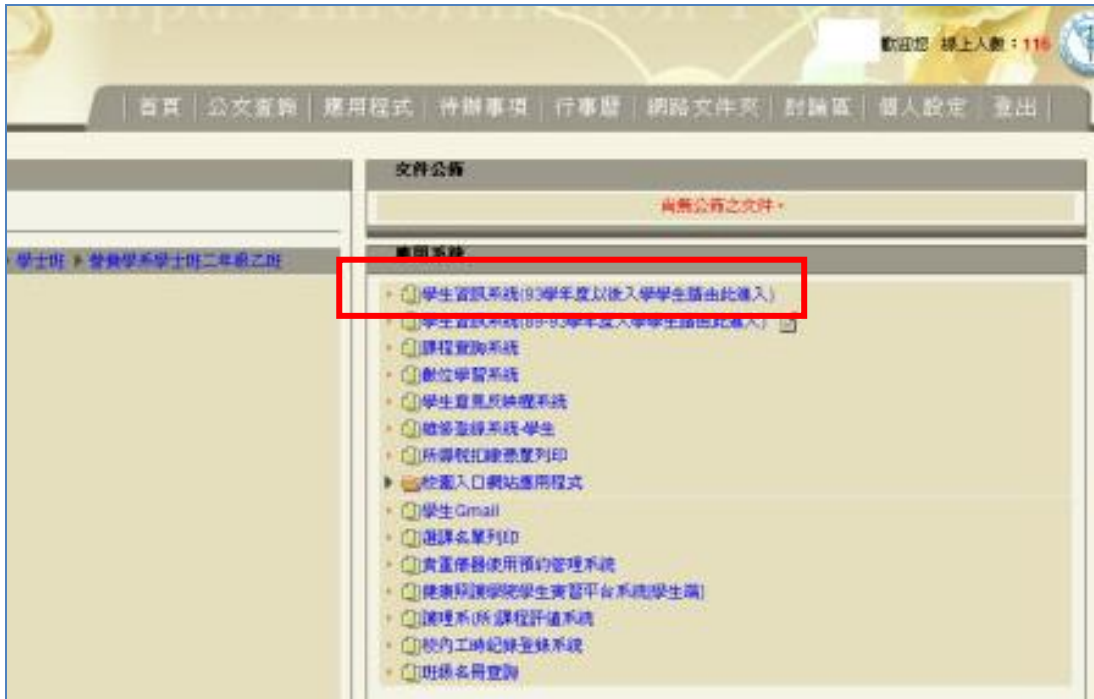 歡迎您 線上人數：116
首頁 公文查詢 應用程式 待辦事項 行事曆 網路文件夾 討論區 個人設定 登出
文件公佈
尚無公佈之文件。
學士班 營養學系學士班二年級乙班
應用系統
學生資訊系統(93學年度以後入學學生請由此進入)
學生資訊系統(89-93學年度入學學生請由此進入)
課程查詢系統
數位學習系統
學生意見反映櫃系統
維修登錄系統-學生
所得稅扣繳憑單列印
校園入口網站應用程式
學生Gmail
選課名單列印
貴重儀器使用預約管理系統
健康照護學院學生實習平台系統[學生端]
護理系(所)課程評值系統
校內工時紀錄登錄系統
班級名冊查詢